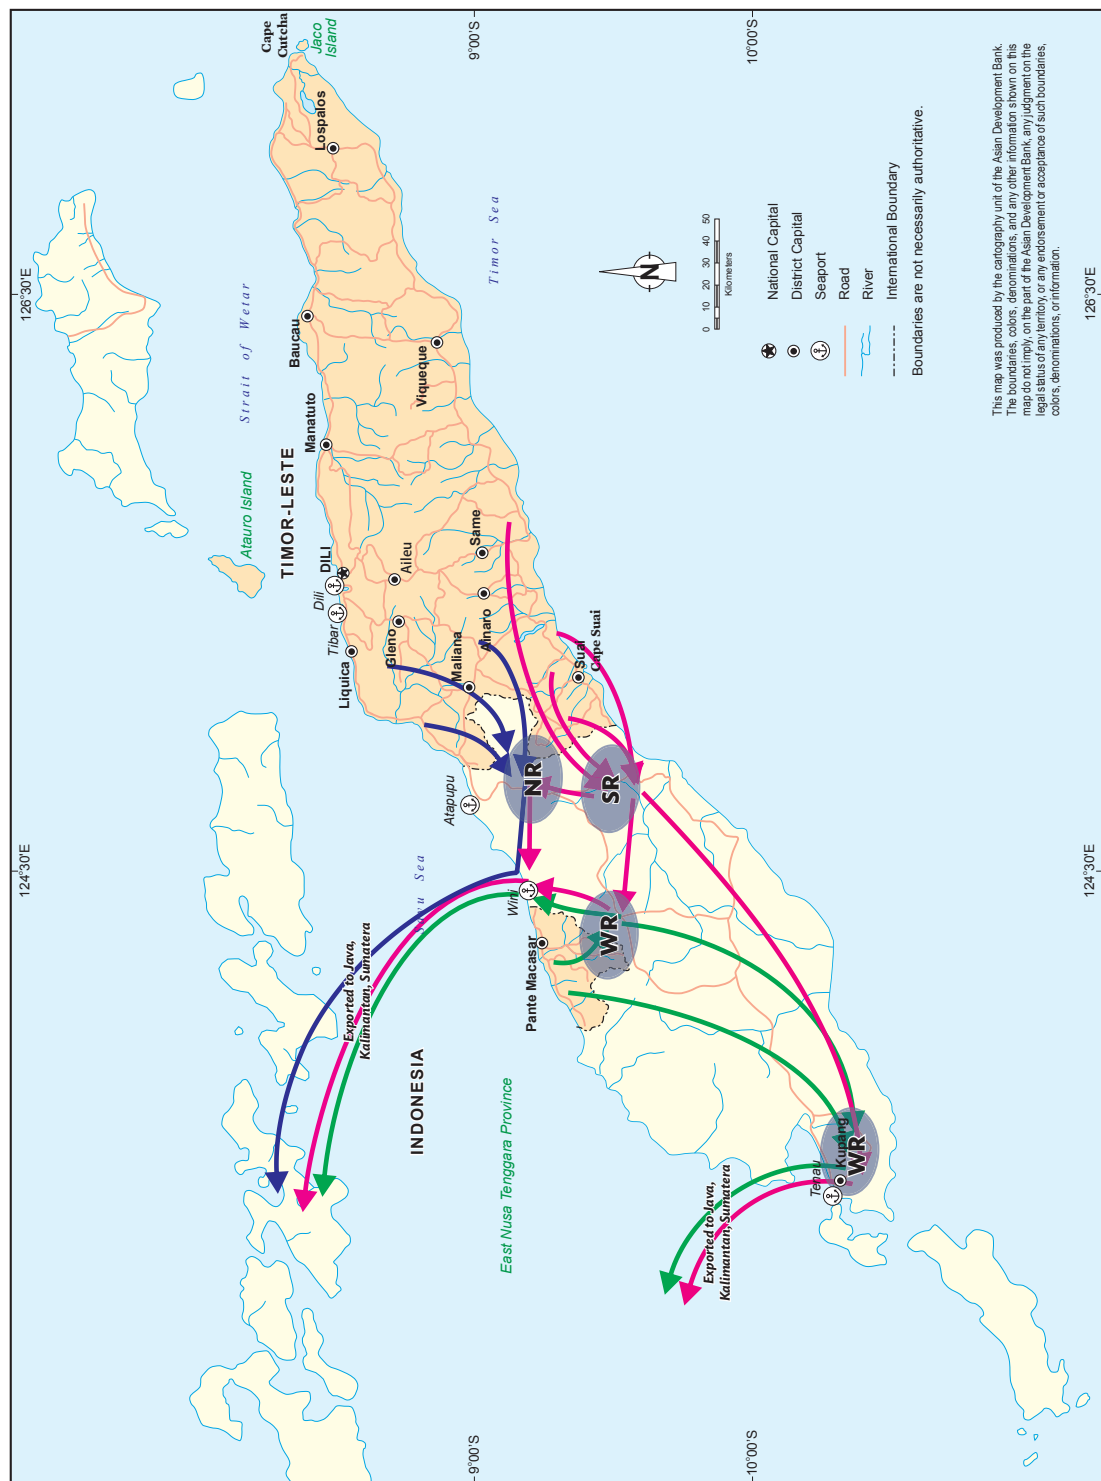 Cape
Cutcha
Jaco
Island
Lospalos
9°00'S
10°00'S
126°30'E
Strait of Wetar
Timor Sea
Baucau
Viqueque
Manatuto
TIMOR-LESTE
Atauro Island
DILI
Dili
Tibar
Aileu
Same
Gleno
Ainaro
Liquica
Maliana
Suai
Cape Suai
Atapupu
NR
SR
124°30'E
Savu Sea
Wini
WR
Pante Macasar
Exported to Java,
Kalimantan, Sumatera
INDONESIA
East Nusa Tenggara Province
Exported to Java,
Kalimantan, Sumatera
Tenau
Kupang
WR
9°00'S
10°00'S
124°30'E
126°30'E
N
0 10 20 30 40 50
Kilometers
National Capital
District Capital
Seaport
Road
River
International Boundary
Boundaries are not necessarily authoritative.
This map was produced by the cartography unit of the Asian Development Bank.
The boundaries, colors, denominations, and any other information shown on this
map do not imply, on the part of the Asian Development Bank, any judgment on the
legal status of any territory, or any endorsement or acceptance of such boundaries,
colors, denominations, or information.